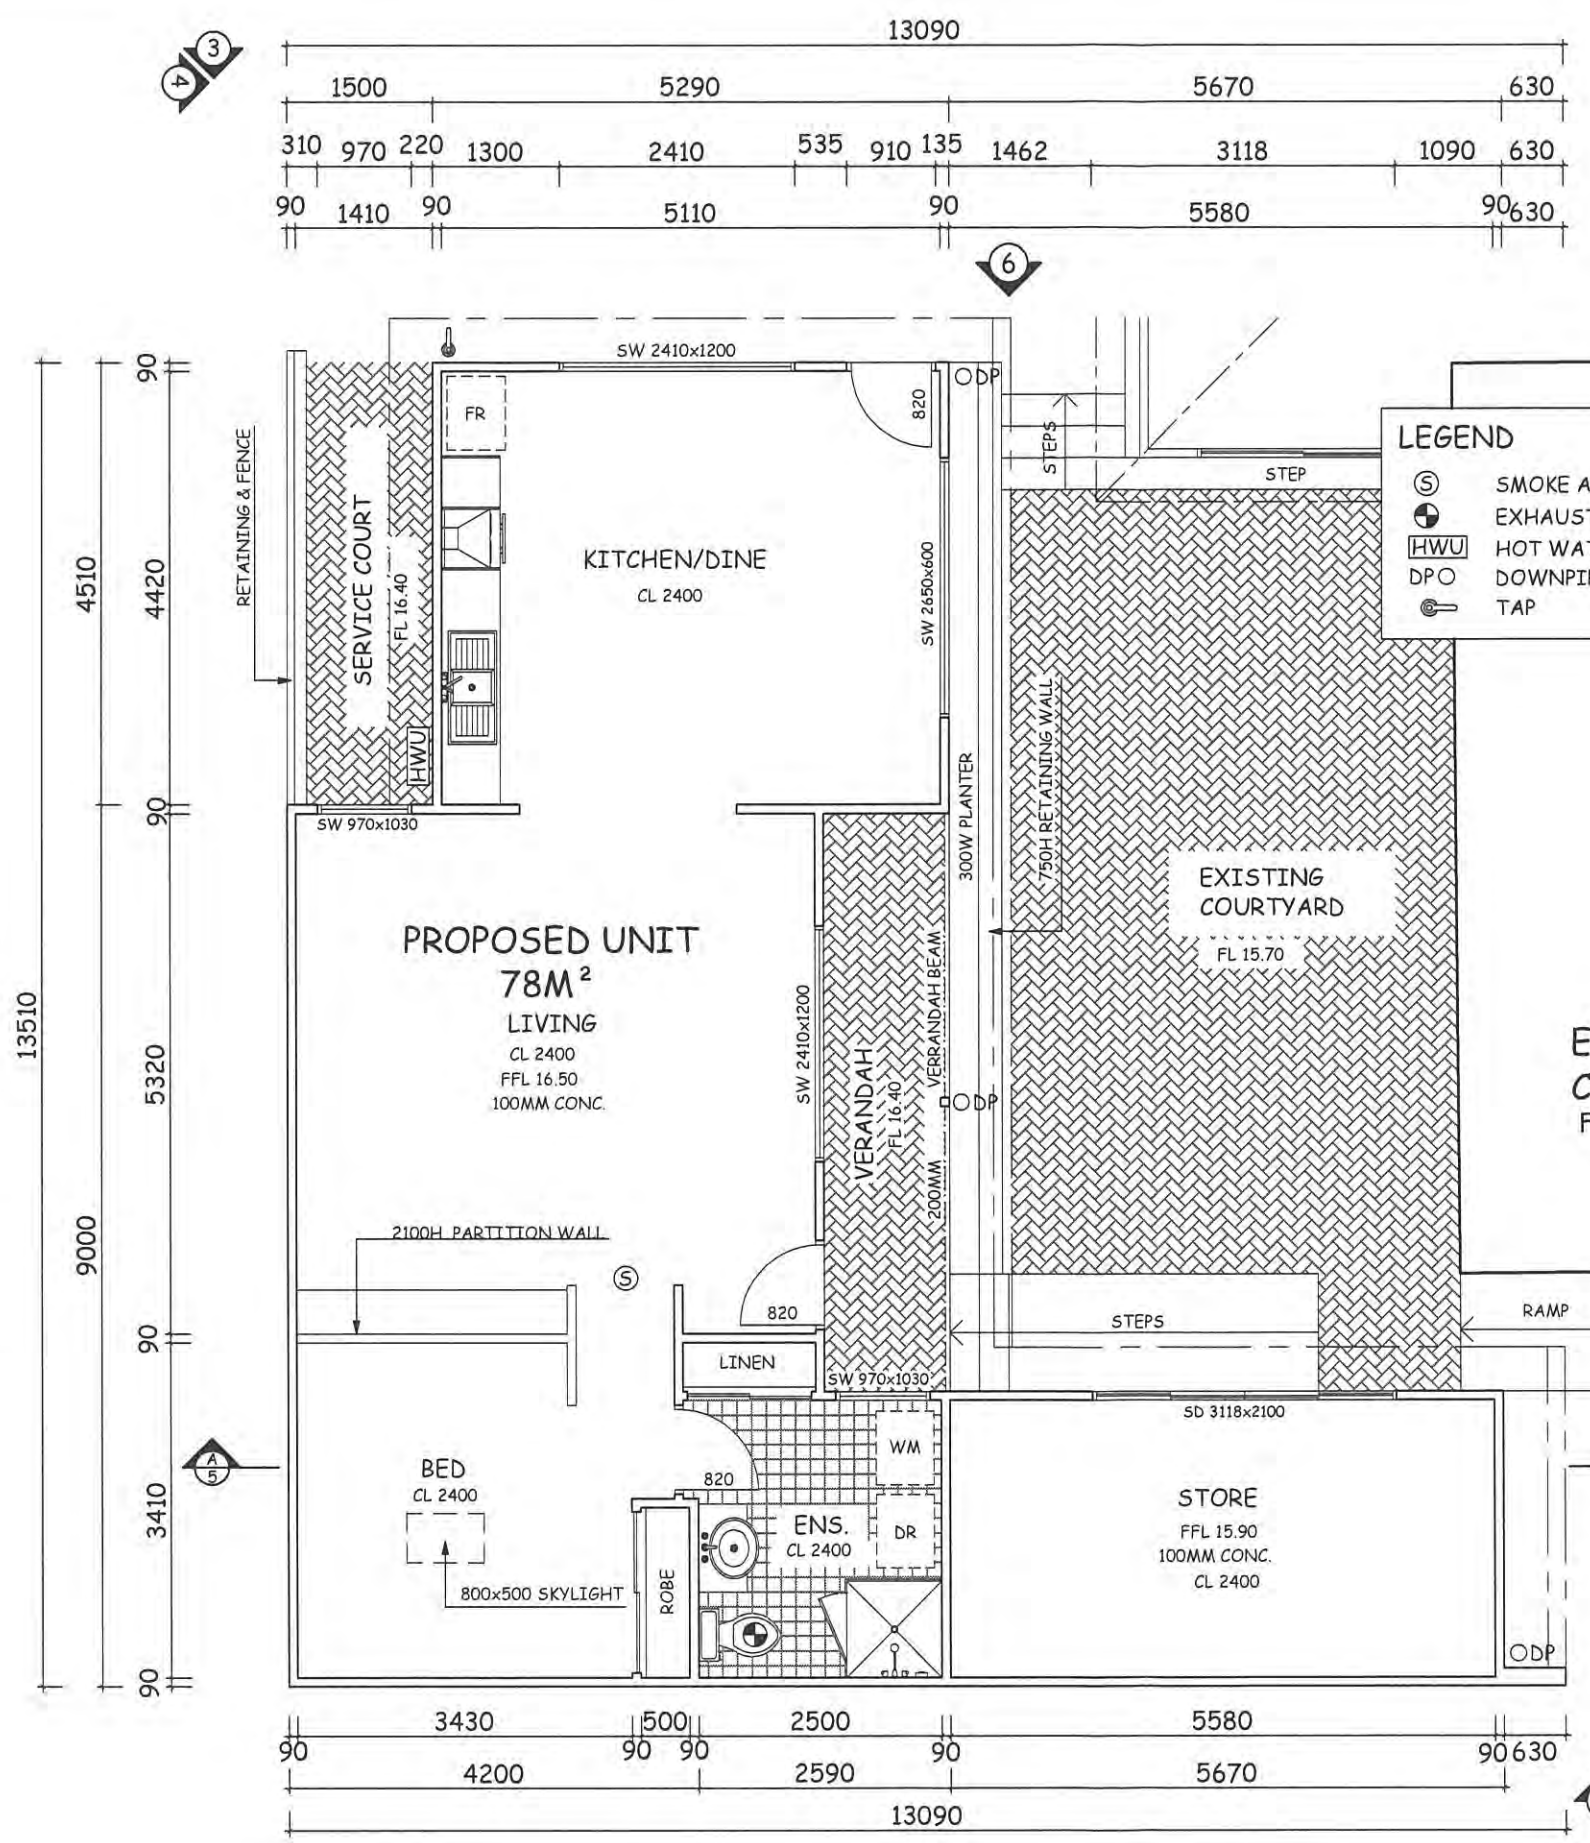 13090
3
4
1500 5290 5670 630
310 970 220 1300 2410 535 910 135 1462 3118 1090 630
90 1410 90 5110 90 5580 90 630
6
SW 2410x1200
DP
FR
820
STEPS
STEP
LEGEND
S SMOKE A
EXHAUST
HWU HOT WAT
DP DOWNPI
TAP
RETAINING & FENCE
SERVICE COURT
FL 16.40
HWU
KITCHEN/DINE
CL 2400
SW 2650x600
300W PLANTER
750H RETAINING WALL
SW 970x1030
EXISTING
COURTYARD
FL 15.70
PROPOSED UNIT
78M²
LIVING
CL 2400
FFL 16.50
100MM CONC.
SW 2410x1200
VERANDAH
FL 16.40
200MM VERRANDAH BEAM
DP
E
2100H PARTITION WALL
S
820
LINEN
SW 970x1030
STEPS
RAMP
SD 3118x2100
A
5
BED
CL 2400
800x500 SKYLIGHT
820
ROBE
ENS.
CL 2400
WM
DR
STORE
FFL 15.90
100MM CONC.
CL 2400
DP
90
4510 4420
90
13510
5320
9000
90
3410
90
3430 500 2500 5580
90 90 90 90 90 630
4200 2590 5670
13090